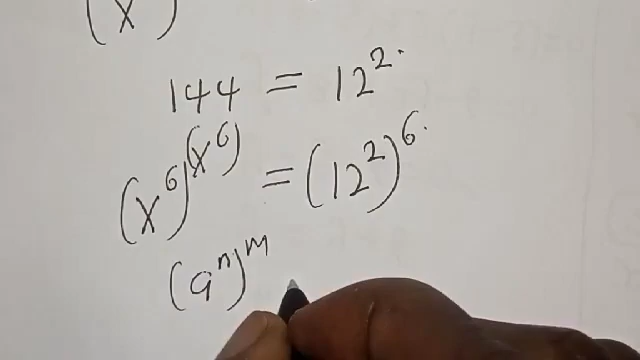 (x
)
144 = 12².
(x⁶)^(x⁶) = (12²)⁶.
(aⁿ)ᵐ